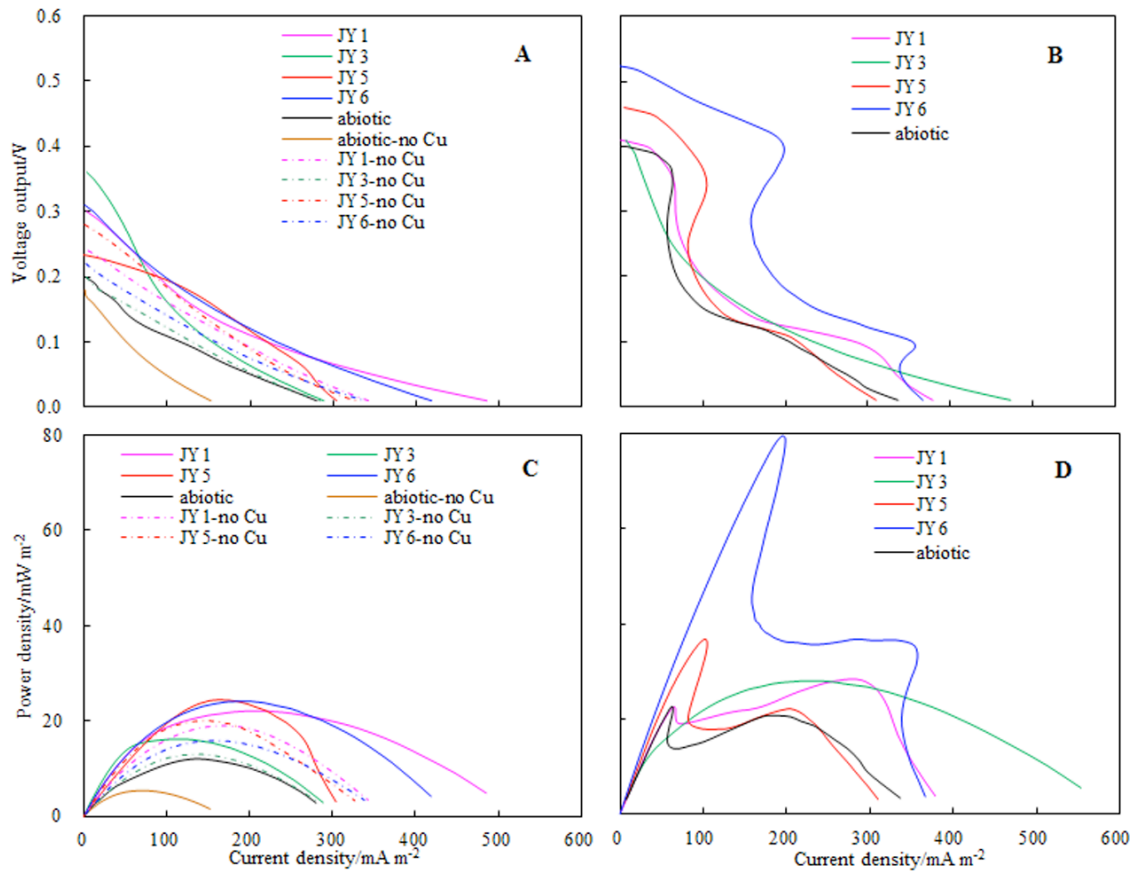 0.6
0.5
0.4
0.3
0.2
0.1
0.0
Voltage output/V
A
JY 1
JY 3
JY 5
JY 6
abiotic
abiotic-no Cu
JY 1-no Cu
JY 3-no Cu
JY 5-no Cu
JY 6-no Cu
B
JY 1
JY 3
JY 5
JY 6
abiotic
80
60
40
20
0
Power density/mW m-2
C
JY 1 JY 3
JY 5 JY 6
abiotic abiotic-no Cu
JY 1-no Cu JY 3-no Cu
JY 5-no Cu JY 6-no Cu
0 100 200 300 400 500 600
Current density/mA m-2
D
JY 1
JY 3
JY 5
JY 6
abiotic
0 100 200 300 400 500 600
Current density/mA m-2